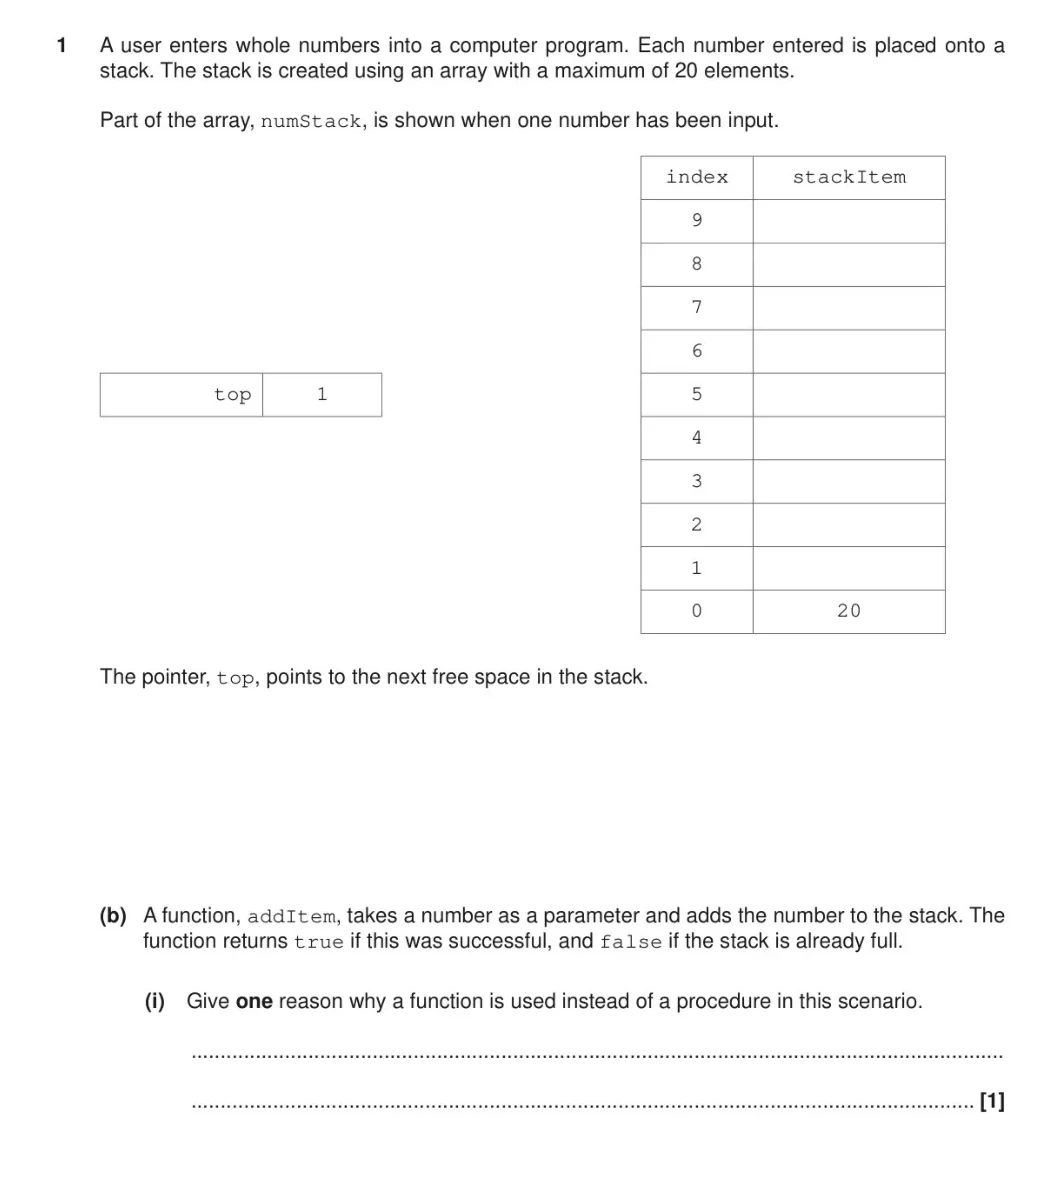 1 A user enters whole numbers into a computer program. Each number entered is placed onto a
stack. The stack is created using an array with a maximum of 20 elements.
Part of the array, numStack, is shown when one number has been input.
index stackItem
9
8
7
6
top 1 5
4
3
2
1
0 20
The pointer, top, points to the next free space in the stack.
(b) A function, addItem, takes a number as a parameter and adds the number to the stack. The
function returns true if this was successful, and false if the stack is already full.
(i) Give one reason why a function is used instead of a procedure in this scenario.
[1]